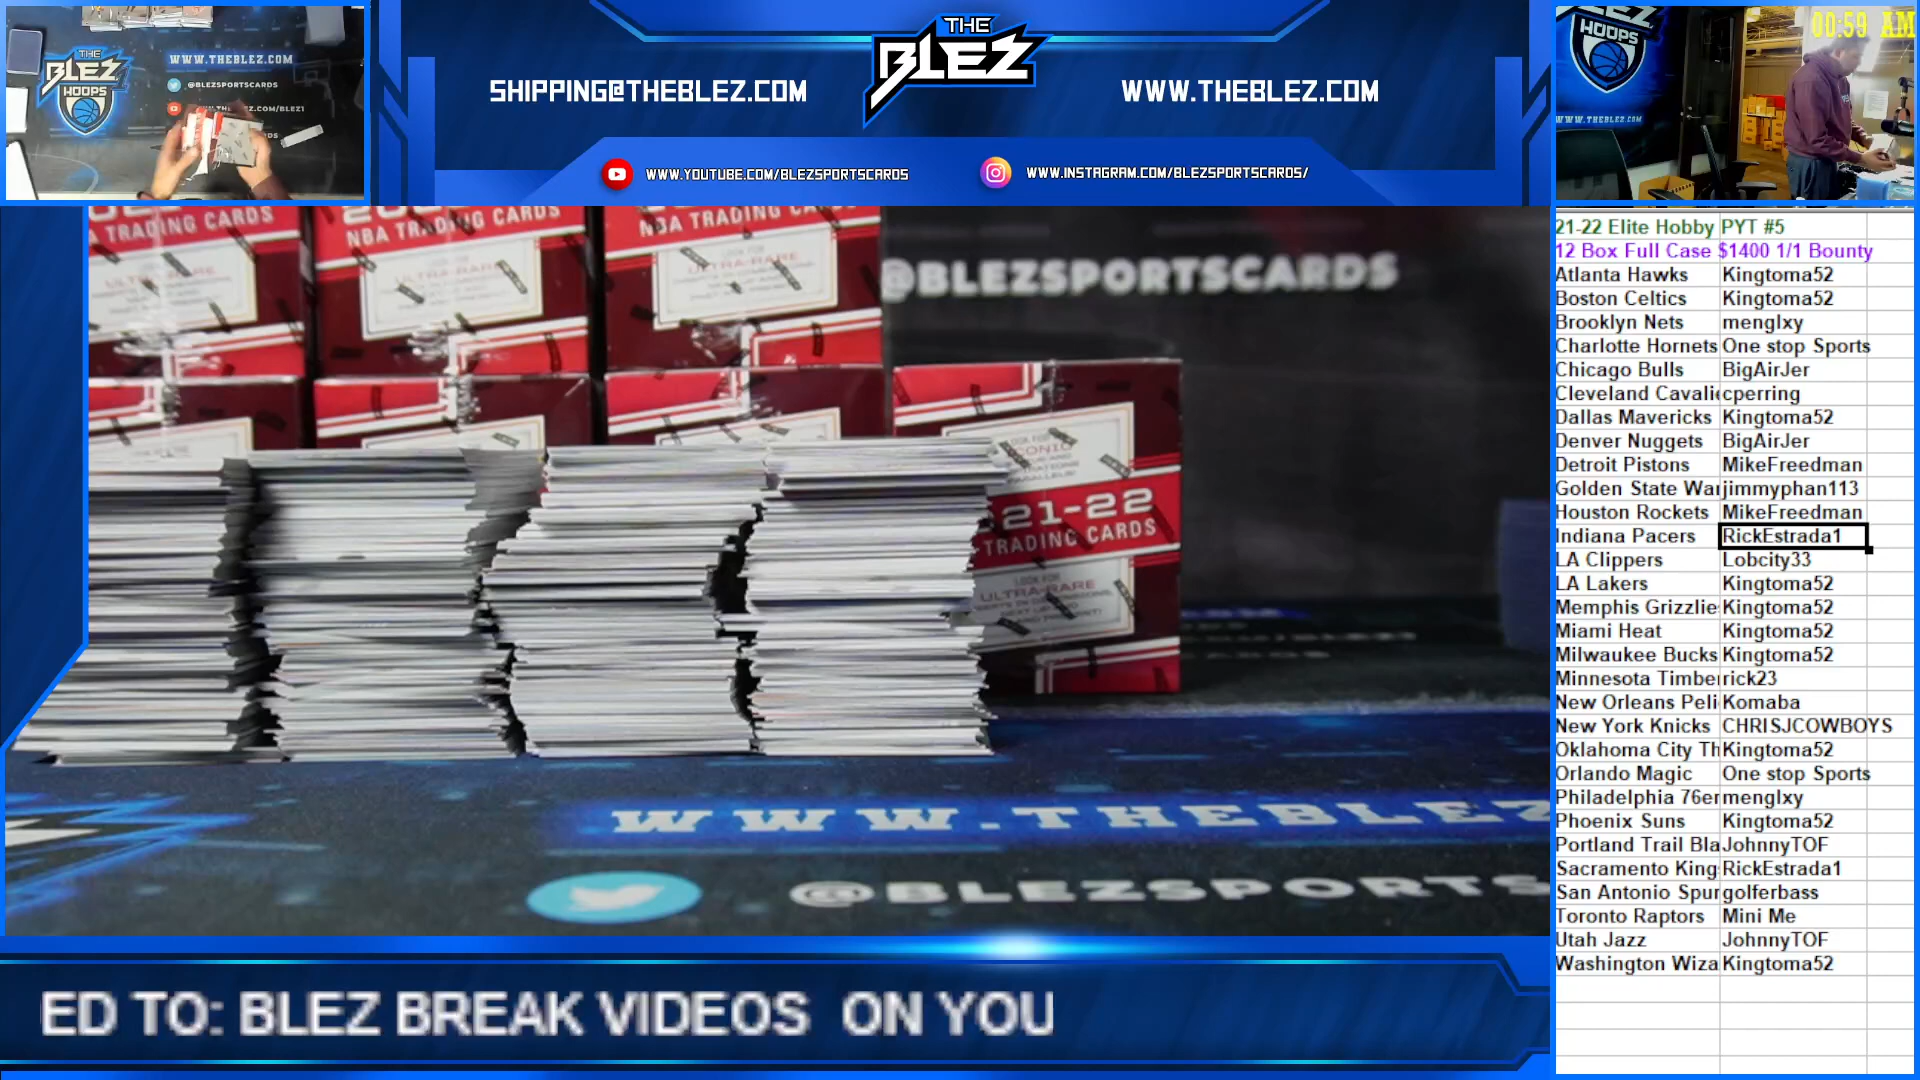 THE
BLEZ
HOOPS
WWW.THEBLEZ.COM
@BLEZSPORTSCARDS
SHIPPING@THEBLEZ.COM
THE
BLEZ
WWW.THEBLEZ.COM
WWW.YOUTUBE.COM/BLEZSPORTSCARDS
WWW.INSTAGRAM.COM/BLEZSPORTSCARDS/
HOOPS
WWW.THEBLEZ.COM
00:59 AM
TRADING CARDS
NBA TRADING CARDS
NBA TRADING
ULTRA-RARE
ULTRA-RARE
@BLEZSPORTSCARDS
21-22
TRADING CARDS
LOOK FOR
ULTRA-RARE
WWW.THEBLEZ
@BLEZSPORTS
ED TO: BLEZ BREAK VIDEOS ON YOU
21-22 Elite Hobby PYT #5
12 Box Full Case $1400 1/1 Bounty
Atlanta Hawks Kingtoma52
Boston Celtics Kingtoma52
Brooklyn Nets menglxy
Charlotte Hornets One stop Sports
Chicago Bulls BigAirJer
Cleveland Cavali cperring
Dallas Mavericks Kingtoma52
Denver Nuggets BigAirJer
Detroit Pistons MikeFreedman
Golden State War jimmyphan113
Houston Rockets MikeFreedman
Indiana Pacers RickEstrada1
LA Clippers Lobcity33
LA Lakers Kingtoma52
Memphis Grizzlie Kingtoma52
Miami Heat Kingtoma52
Milwaukee Bucks Kingtoma52
Minnesota Timber rick23
New Orleans Peli Komaba
New York Knicks CHRISJCOWBOYS
Oklahoma City Th Kingtoma52
Orlando Magic One stop Sports
Philadelphia 76er menglxy
Phoenix Suns Kingtoma52
Portland Trail Bla JohnnyTOF
Sacramento King RickEstrada1
San Antonio Spur golferbass
Toronto Raptors Mini Me
Utah Jazz JohnnyTOF
Washington Wiza Kingtoma52